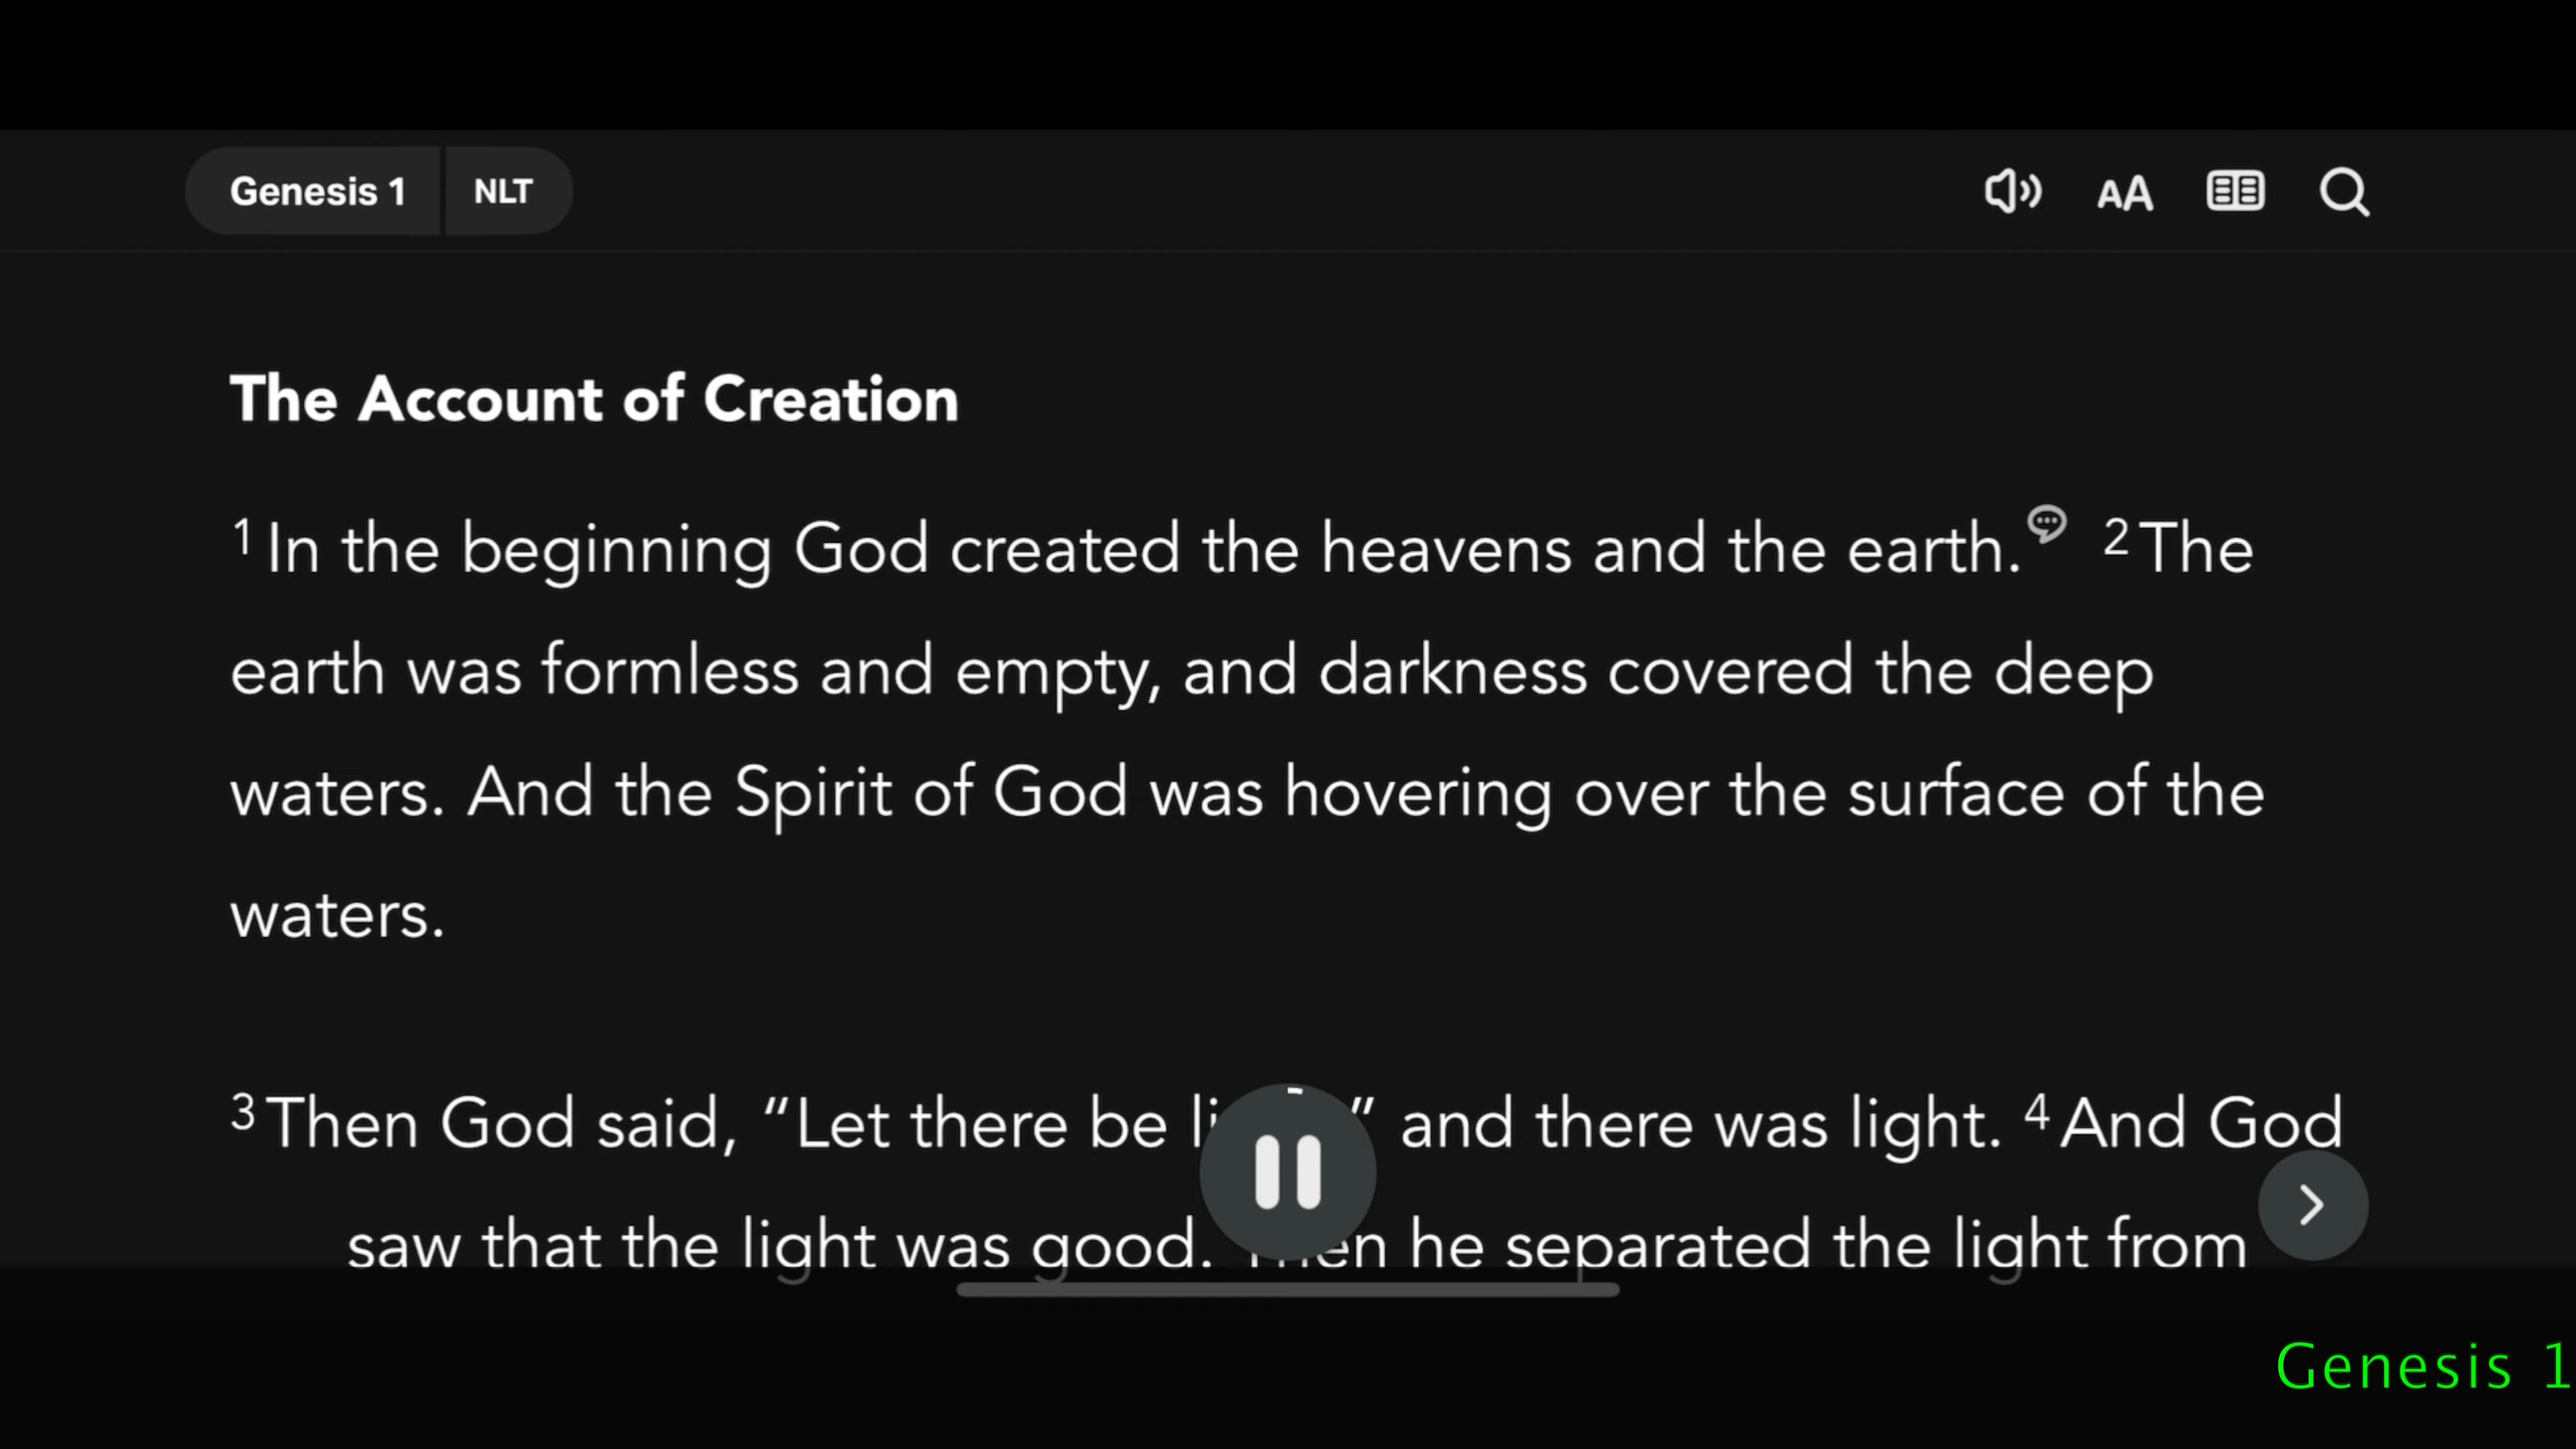 Genesis 1 NLT AA
The Account of Creation
1 In the beginning God created the heavens and the earth. 2 The
earth was formless and empty, and darkness covered the deep
waters. And the Spirit of God was hovering over the surface of the
waters.
3 Then God said, “Let there be ” and there was light. 4 And God
saw that the light was good. he separated the light from
Genesis 1